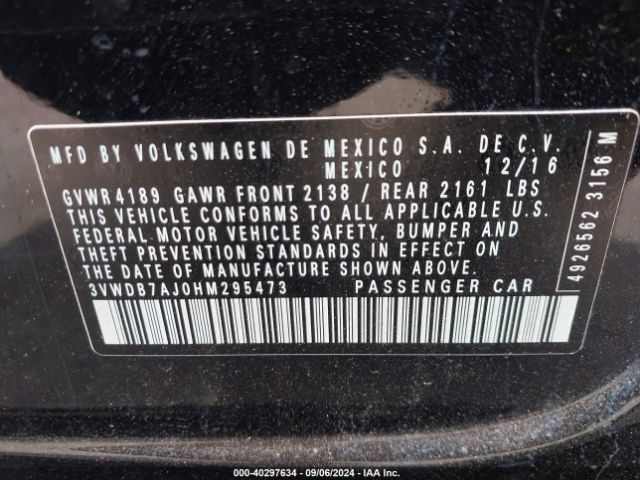 MFD BY VOLKSWAGEN DE MEXICO S.A. DE C.V.
MEXICO 12/16
GVWR 4189 GAWR FRONT 2138 / REAR 2161 LBS
THIS VEHICLE CONFORMS TO ALL APPLICABLE U.S.
FEDERAL MOTOR VEHICLE SAFETY, BUMPER AND
THEFT PREVENTION STANDARDS IN EFFECT ON
THE DATE OF MANUFACTURE SHOWN ABOVE.
3VWDB7AJ0HM295473 PASSENGER CAR
4926562 3156 M
000-40297634 - 09/06/2024 - IAA Inc.